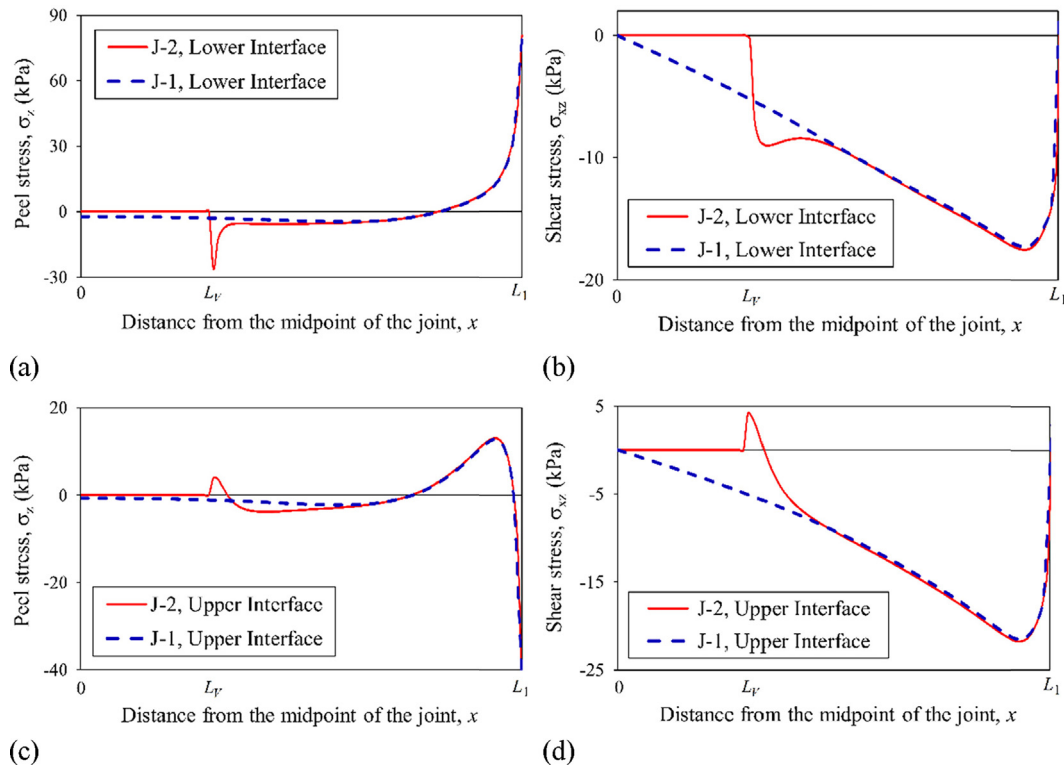 90
60
30
0
-30
Peel stress, σz (kPa)
J-2, Lower Interface
J-1, Lower Interface
0
LV
L1
Distance from the midpoint of the joint, x
(a)
0
-10
-20
Shear stress, σxz (kPa)
J-2, Lower Interface
J-1, Lower Interface
0
LV
L1
Distance from the midpoint of the joint, x
(b)
20
0
-20
-40
Peel stress, σz (kPa)
J-2, Upper Interface
J-1, Upper Interface
0
LV
L1
Distance from the midpoint of the joint, x
(c)
5
0
-5
-15
-25
Shear stress, σxz (kPa)
J-2, Upper Interface
J-1, Upper Interface
0
LV
L1
Distance from the midpoint of the joint, x
(d)